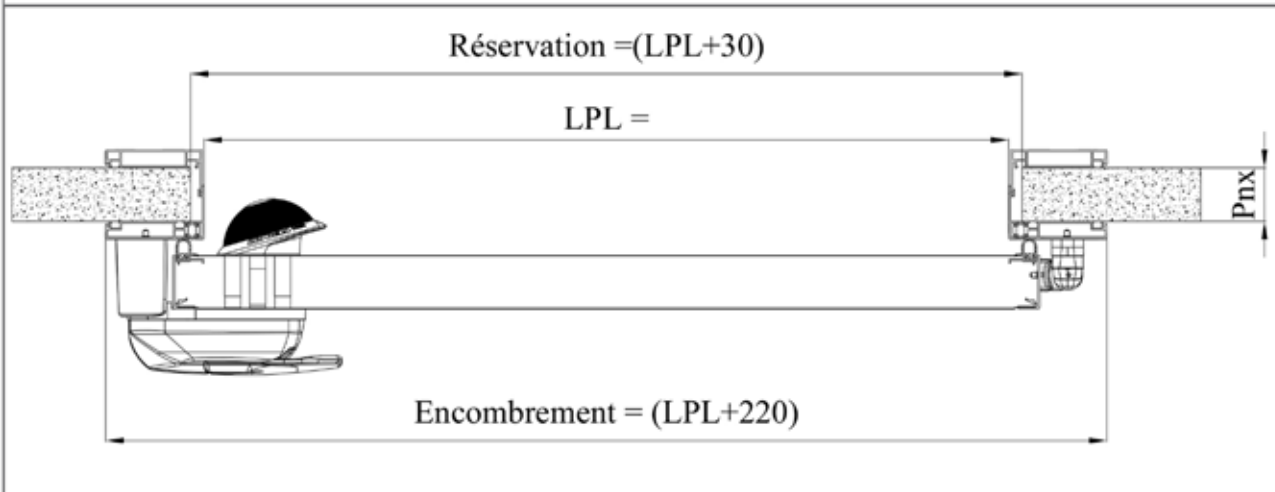 Réservation =(LPL+30)
LPL =
Pnx
Encombrement = (LPL+220)